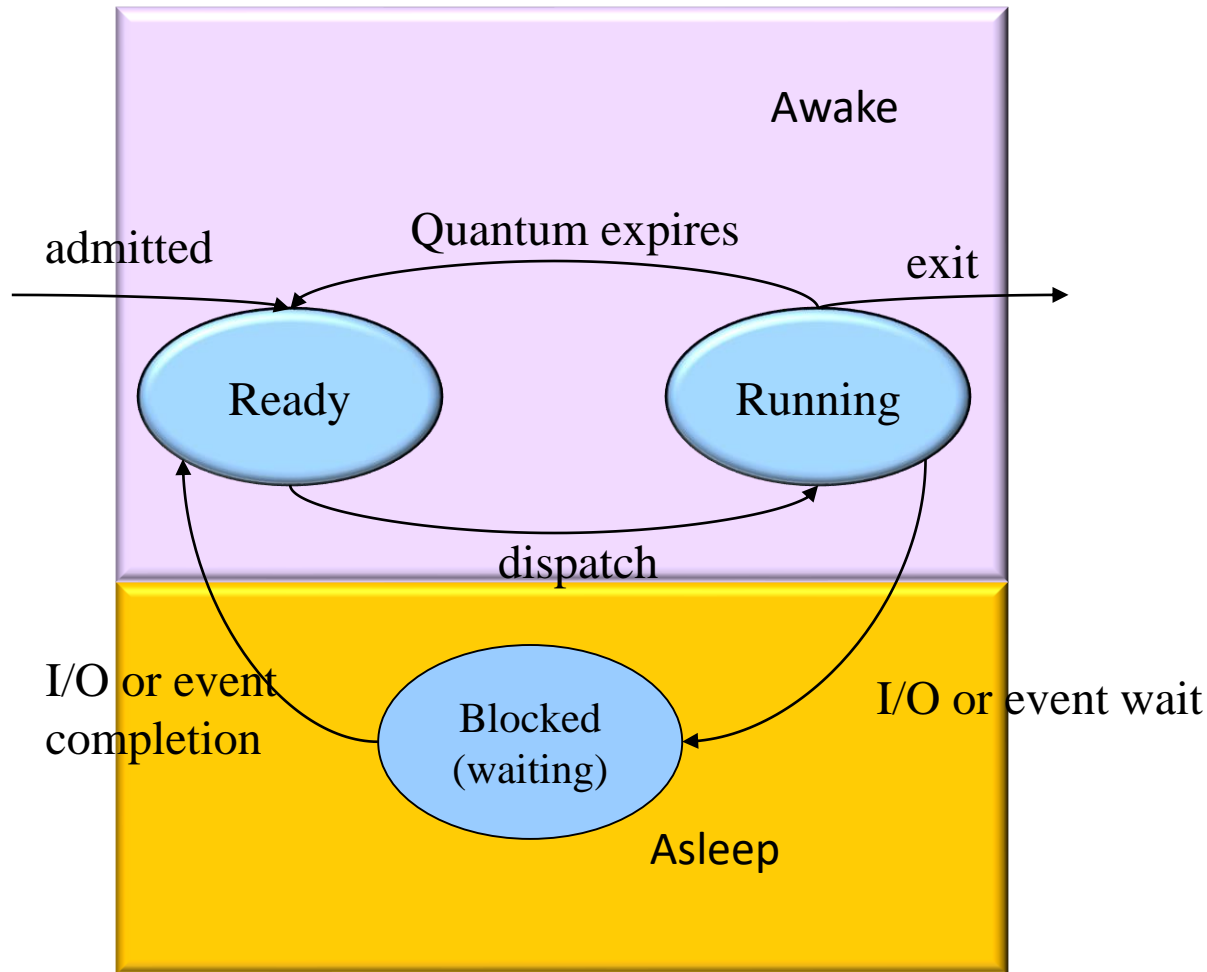 Awake
Quantum expires
admitted
exit
Ready
Running
dispatch
I/O or event
completion
I/O or event wait
Blocked
(waiting)
Asleep